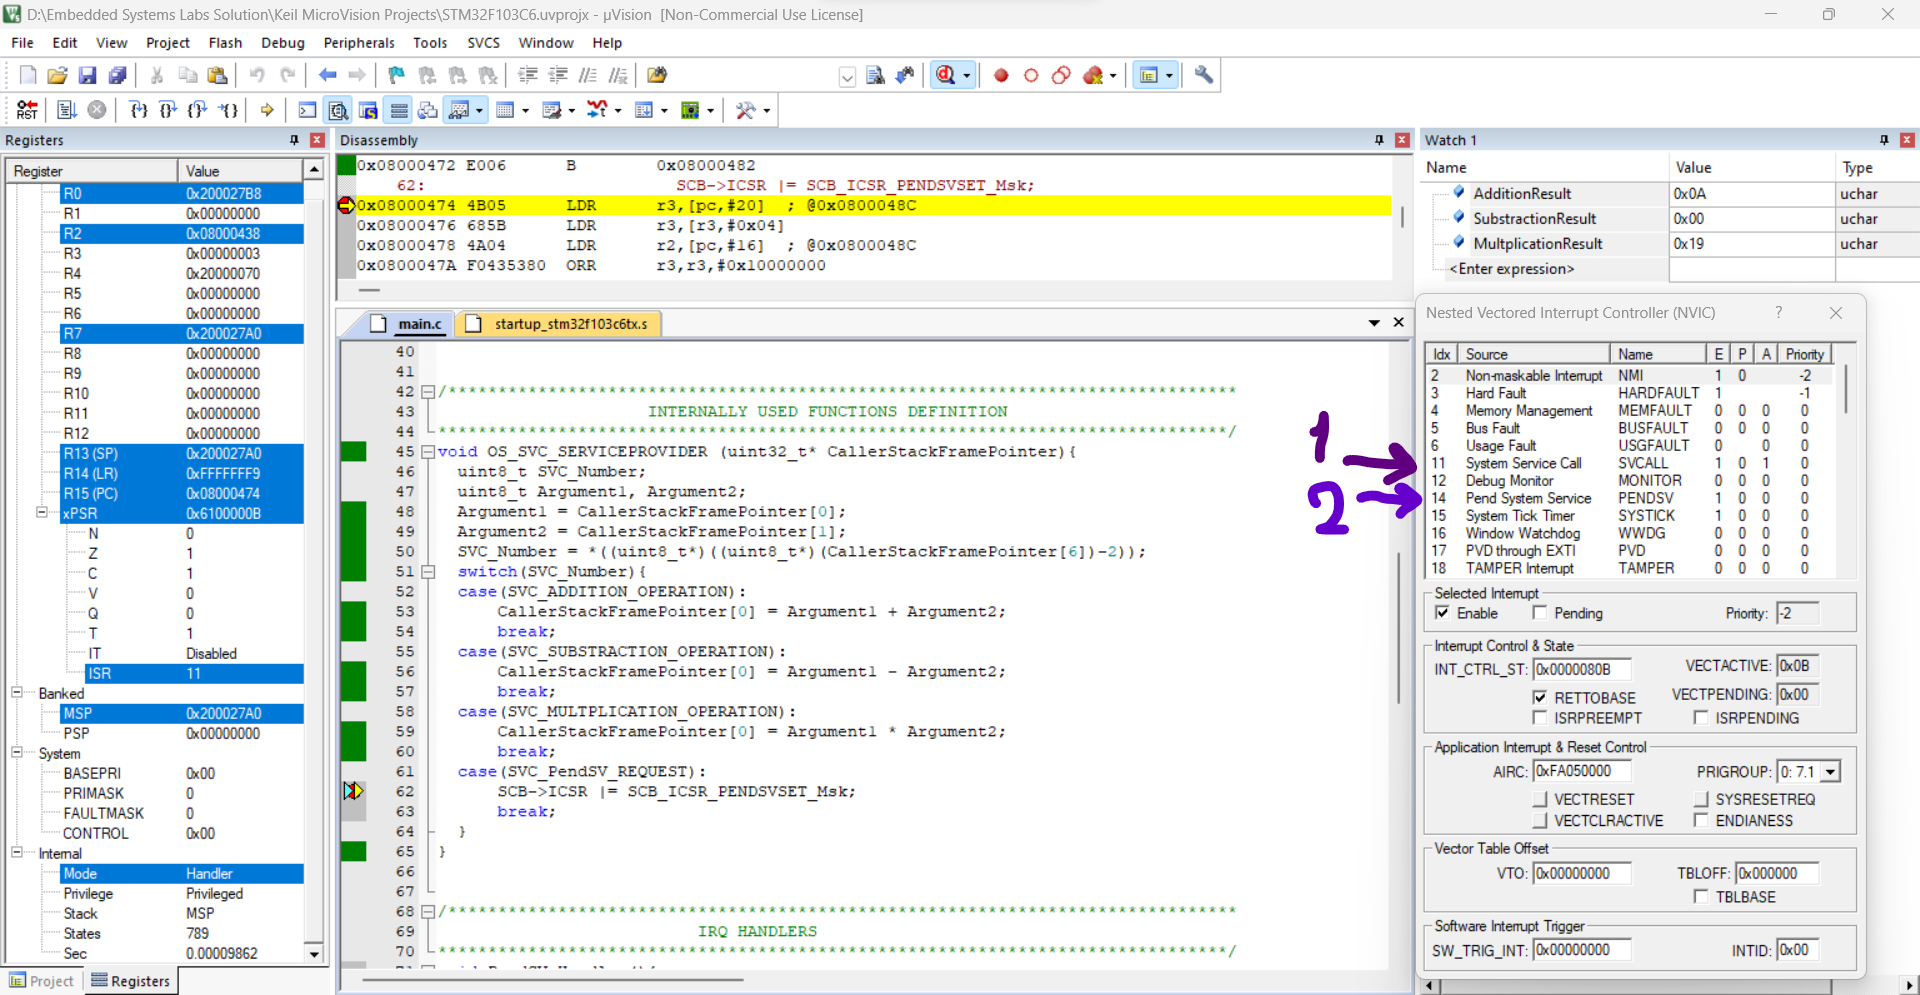 D:\Embedded Systems Labs Solution\Keil MicroVision Projects\STM32F103C6.uvprojx - µVision  [Non-Commercial Use License]
File Edit View Project Flash Debug Peripherals Tools SVCS Window Help
RST
Registers
Register Value
R0 0x200027B8
R1 0x00000000
R2 0x08000438
R3 0x00000003
R4 0x20000070
R5 0x00000000
R6 0x00000000
R7 0x200027A0
R8 0x00000000
R9 0x00000000
R10 0x00000000
R11 0x00000000
R12 0x00000000
R13 (SP) 0x200027A0
R14 (LR) 0xFFFFFFF9
R15 (PC) 0x08000474
xPSR 0x6100000B
N 0
Z 1
C 1
V 0
Q 0
T 1
IT Disabled
ISR 11
Banked
MSP 0x200027A0
PSP 0x00000000
System
BASEPRI 0x00
PRIMASK 0
FAULTMASK 0
CONTROL 0x00
Internal
Mode Handler
Privilege Privileged
Stack MSP
States 789
Sec 0.00009862
Project Registers
Disassembly
0x08000472 E006 B 0x08000482
62: SCB->ICSR |= SCB_ICSR_PENDSVSET_Msk;
0x08000474 4B05 LDR r3,[pc,#20] ; @0x0800048C
0x08000476 685B LDR r3,[r3,#0x04]
0x08000478 4A04 LDR r2,[pc,#16] ; @0x0800048C
0x0800047A F0435380 ORR r3,r3,#0x10000000
main.c startup_stm32f103c6tx.s
40
41
42 /*******************************************************************************
43 INTERNALLY USED FUNCTIONS DEFINITION
44 *******************************************************************************/
45 void OS_SVC_SERVICEPROVIDER (uint32_t* CallerStackFramePointer){
46 uint8_t SVC_Number;
47 uint8_t Argument1, Argument2;
48 Argument1 = CallerStackFramePointer[0];
49 Argument2 = CallerStackFramePointer[1];
50 SVC_Number = *((uint8_t*)((uint8_t*)(CallerStackFramePointer[6])-2));
51 switch(SVC_Number){
52 case(SVC_ADDITION_OPERATION):
53 CallerStackFramePointer[0] = Argument1 + Argument2;
54 break;
55 case(SVC_SUBSTRACTION_OPERATION):
56 CallerStackFramePointer[0] = Argument1 - Argument2;
57 break;
58 case(SVC_MULTPLICATION_OPERATION):
59 CallerStackFramePointer[0] = Argument1 * Argument2;
60 break;
61 case(SVC_PendSV_REQUEST):
62 SCB->ICSR |= SCB_ICSR_PENDSVSET_Msk;
63 break;
64 }
65 }
66
67
68 /*******************************************************************************
69 IRQ HANDLERS
70 *******************************************************************************/
1
2
Watch 1
Name Value Type
AdditionResult 0x0A uchar
SubstractionResult 0x00 uchar
MultplicationResult 0x19 uchar
<Enter expression>
Nested Vectored Interrupt Controller (NVIC) ?
Idx Source Name E P A Priority
2 Non-maskable Interrupt NMI 1 0 -2
3 Hard Fault HARDFAULT 1 -1
4 Memory Management MEMFAULT 0 0 0 0
5 Bus Fault BUSFAULT 0 0 0 0
6 Usage Fault USGFAULT 0 0 0
11 System Service Call SVCALL 1 0 1 0
12 Debug Monitor MONITOR 0 0 0 0
14 Pend System Service PENDSV 1 0 0 0
15 System Tick Timer SYSTICK 1 0 0 0
16 Window Watchdog WWDG 0 0 0 0
17 PVD through EXTI PVD 0 0 0 0
18 TAMPER Interrupt TAMPER 0 0 0 0
Selected Interrupt
Enable Pending Priority: -2
Interrupt Control & State
INT_CTRL_ST: 0x0000080B VECTACTIVE: 0x0B
RETTOBASE VECTPENDING: 0x00
ISRPREEMPT ISRPENDING
Application Interrupt & Reset Control
AIRC: 0xFA050000 PRIGROUP: 0: 7.1
VECTRESET SYSRESETREQ
VECTCLRACTIVE ENDIANESS
Vector Table Offset
VTO: 0x00000000 TBLOFF: 0x000000
TBLBASE
Software Interrupt Trigger
SW_TRIG_INT: 0x00000000 INTID: 0x00